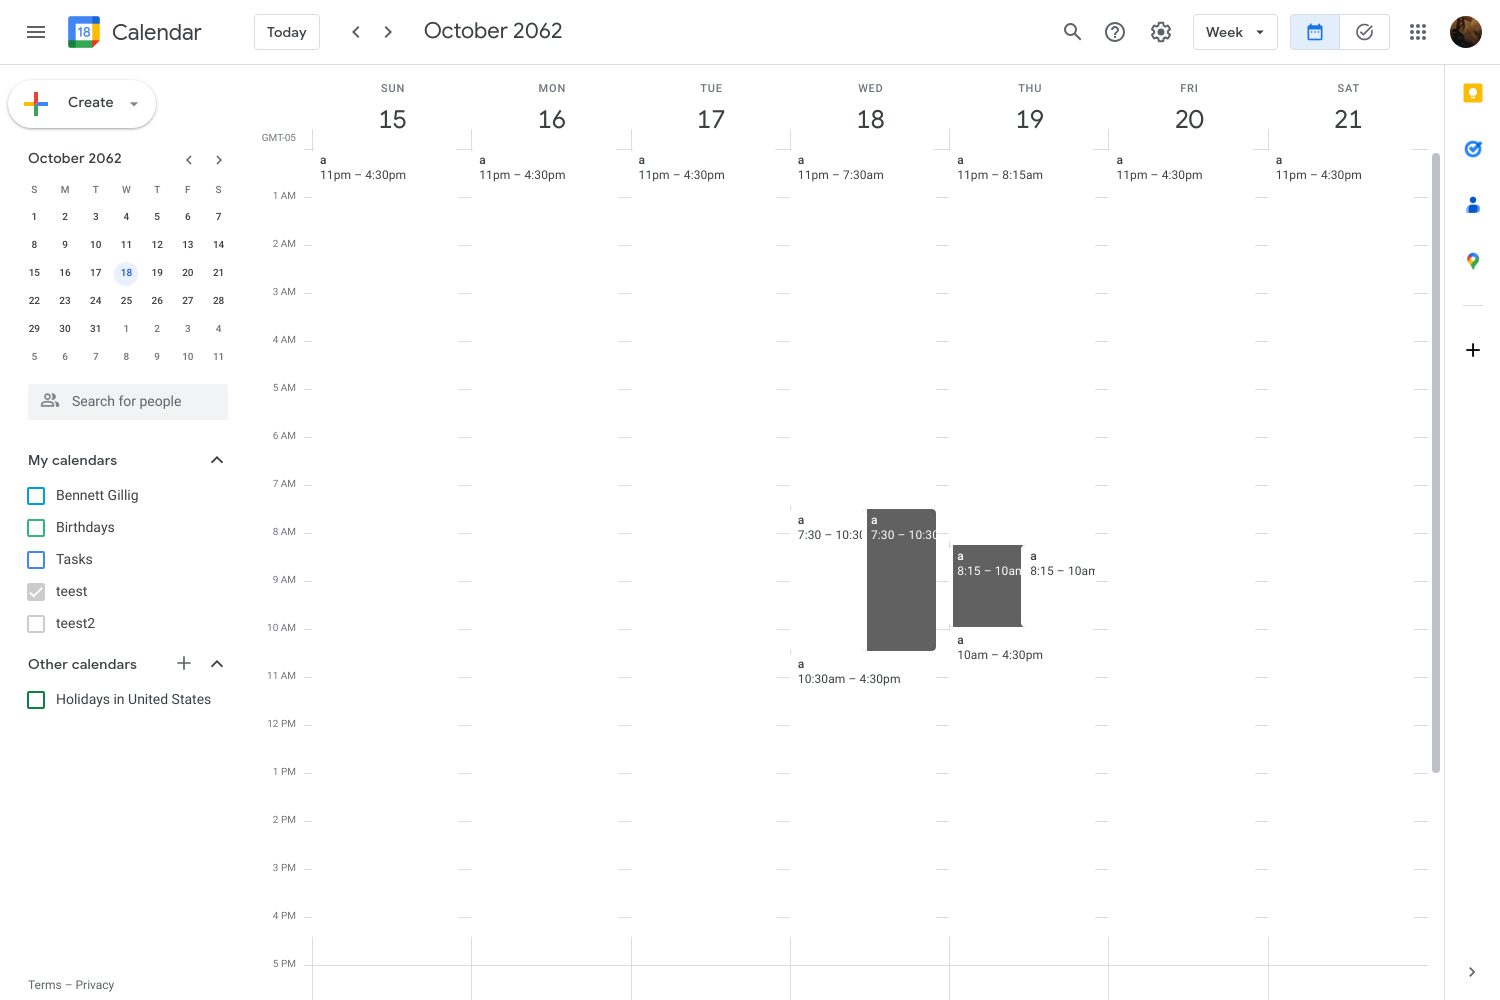 18 Calendar Today October 2062 Week
Create
SUN MON TUE WED THU FRI SAT
15 16 17 18 19 20 21
GMT-05
October 2062
S M T W T F S
1 2 3 4 5 6 7
8 9 10 11 12 13 14
15 16 17 18 19 20 21
22 23 24 25 26 27 28
29 30 31 1 2 3 4
5 6 7 8 9 10 11
Search for people
My calendars
Bennett Gillig
Birthdays
Tasks
teest
teest2
Other calendars
Holidays in United States
Terms – Privacy
a a a a a a a
11pm – 4:30pm 11pm – 4:30pm 11pm – 4:30pm 11pm – 7:30am 11pm – 8:15am 11pm – 4:30pm 11pm – 4:30pm
1 AM
2 AM
3 AM
4 AM
5 AM
6 AM
7 AM
a a
8 AM 7:30 – 10:30 7:30 – 10:30
a a
8:15 – 10am 8:15 – 10am
9 AM
10 AM
a
10am – 4:30pm
a
11 AM 10:30am – 4:30pm
12 PM
1 PM
2 PM
3 PM
4 PM
5 PM